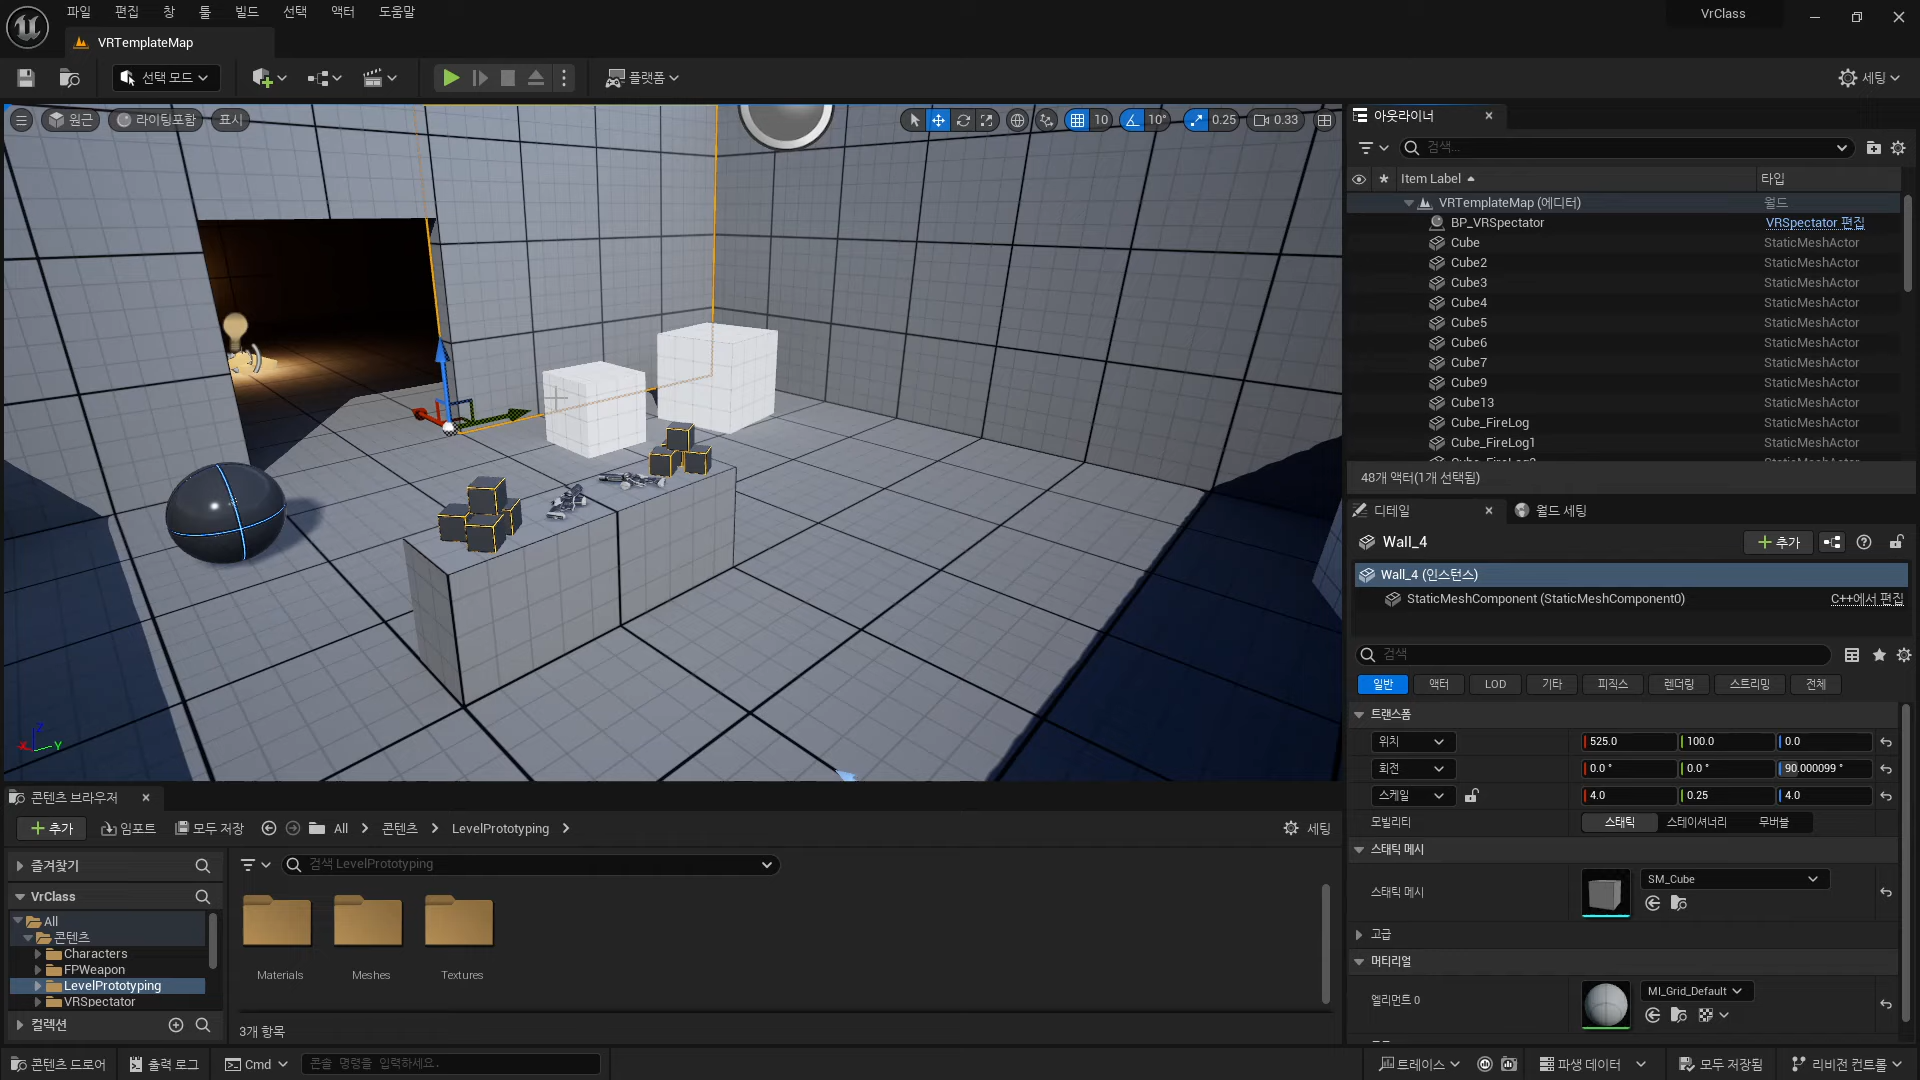 파일 편집 창 툴 빌드 선택 액터 도움말
VrClass
VRTemplateMap
선택 모드
플랫폼
세팅
원근 라이팅포함 표시
10 10° 0.25 0.33
아웃라이너
검색...
Item Label 타입
VRTemplateMap (에디터) 월드
BP_VRSpectator VRSpectator 편집
Cube StaticMeshActor
Cube2 StaticMeshActor
Cube3 StaticMeshActor
Cube4 StaticMeshActor
Cube5 StaticMeshActor
Cube6 StaticMeshActor
Cube7 StaticMeshActor
Cube9 StaticMeshActor
Cube13 StaticMeshActor
Cube_FireLog StaticMeshActor
Cube_FireLog1 StaticMeshActor
48개 액터(1개 선택됨)
디테일 월드 세팅
Wall_4
추가
Wall_4 (인스턴스)
StaticMeshComponent (StaticMeshComponent0) C++에서 편집
검색
일반 액터 LOD 기타 피직스 렌더링 스트리밍 전체
트랜스폼
위치 525.0 100.0 0.0
회전 0.0 ° 0.0 ° 90.000099 °
스케일 4.0 0.25 4.0
모빌리티 스태틱 스테이셔너리 무버블
스태틱 메시
스태틱 메시 SM_Cube
고급
머티리얼
엘리먼트 0 MI_Grid_Default
X Y Z
콘텐츠 브라우저
추가 임포트 모두 저장 All 콘텐츠 LevelPrototyping
세팅
즐겨찾기
검색 LevelPrototyping
VrClass
All
콘텐츠
Characters
FPWeapon
LevelPrototyping
VRSpectator
컬렉션
Materials Meshes Textures
3개 항목
콘텐츠 드로어 출력 로그 Cmd 콘솔 명령을 입력하세요.
트레이스 파생 데이터 모두 저장됨 리비전 컨트롤